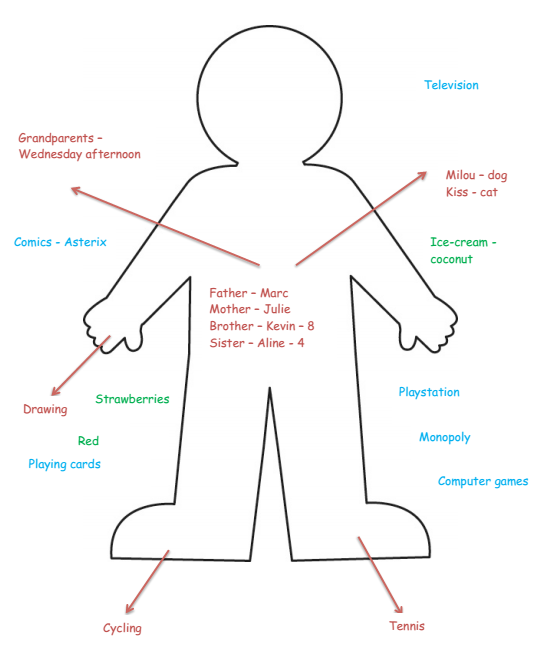 Television
Grandparents –
Wednesday afternoon
Milou – dog
Kiss - cat
Comics - Asterix
Ice-cream -
coconut
Father – Marc
Mother – Julie
Brother – Kevin – 8
Sister – Aline - 4
Playstation
Strawberries
Drawing
Monopoly
Red
Playing cards
Computer games
Cycling
Tennis